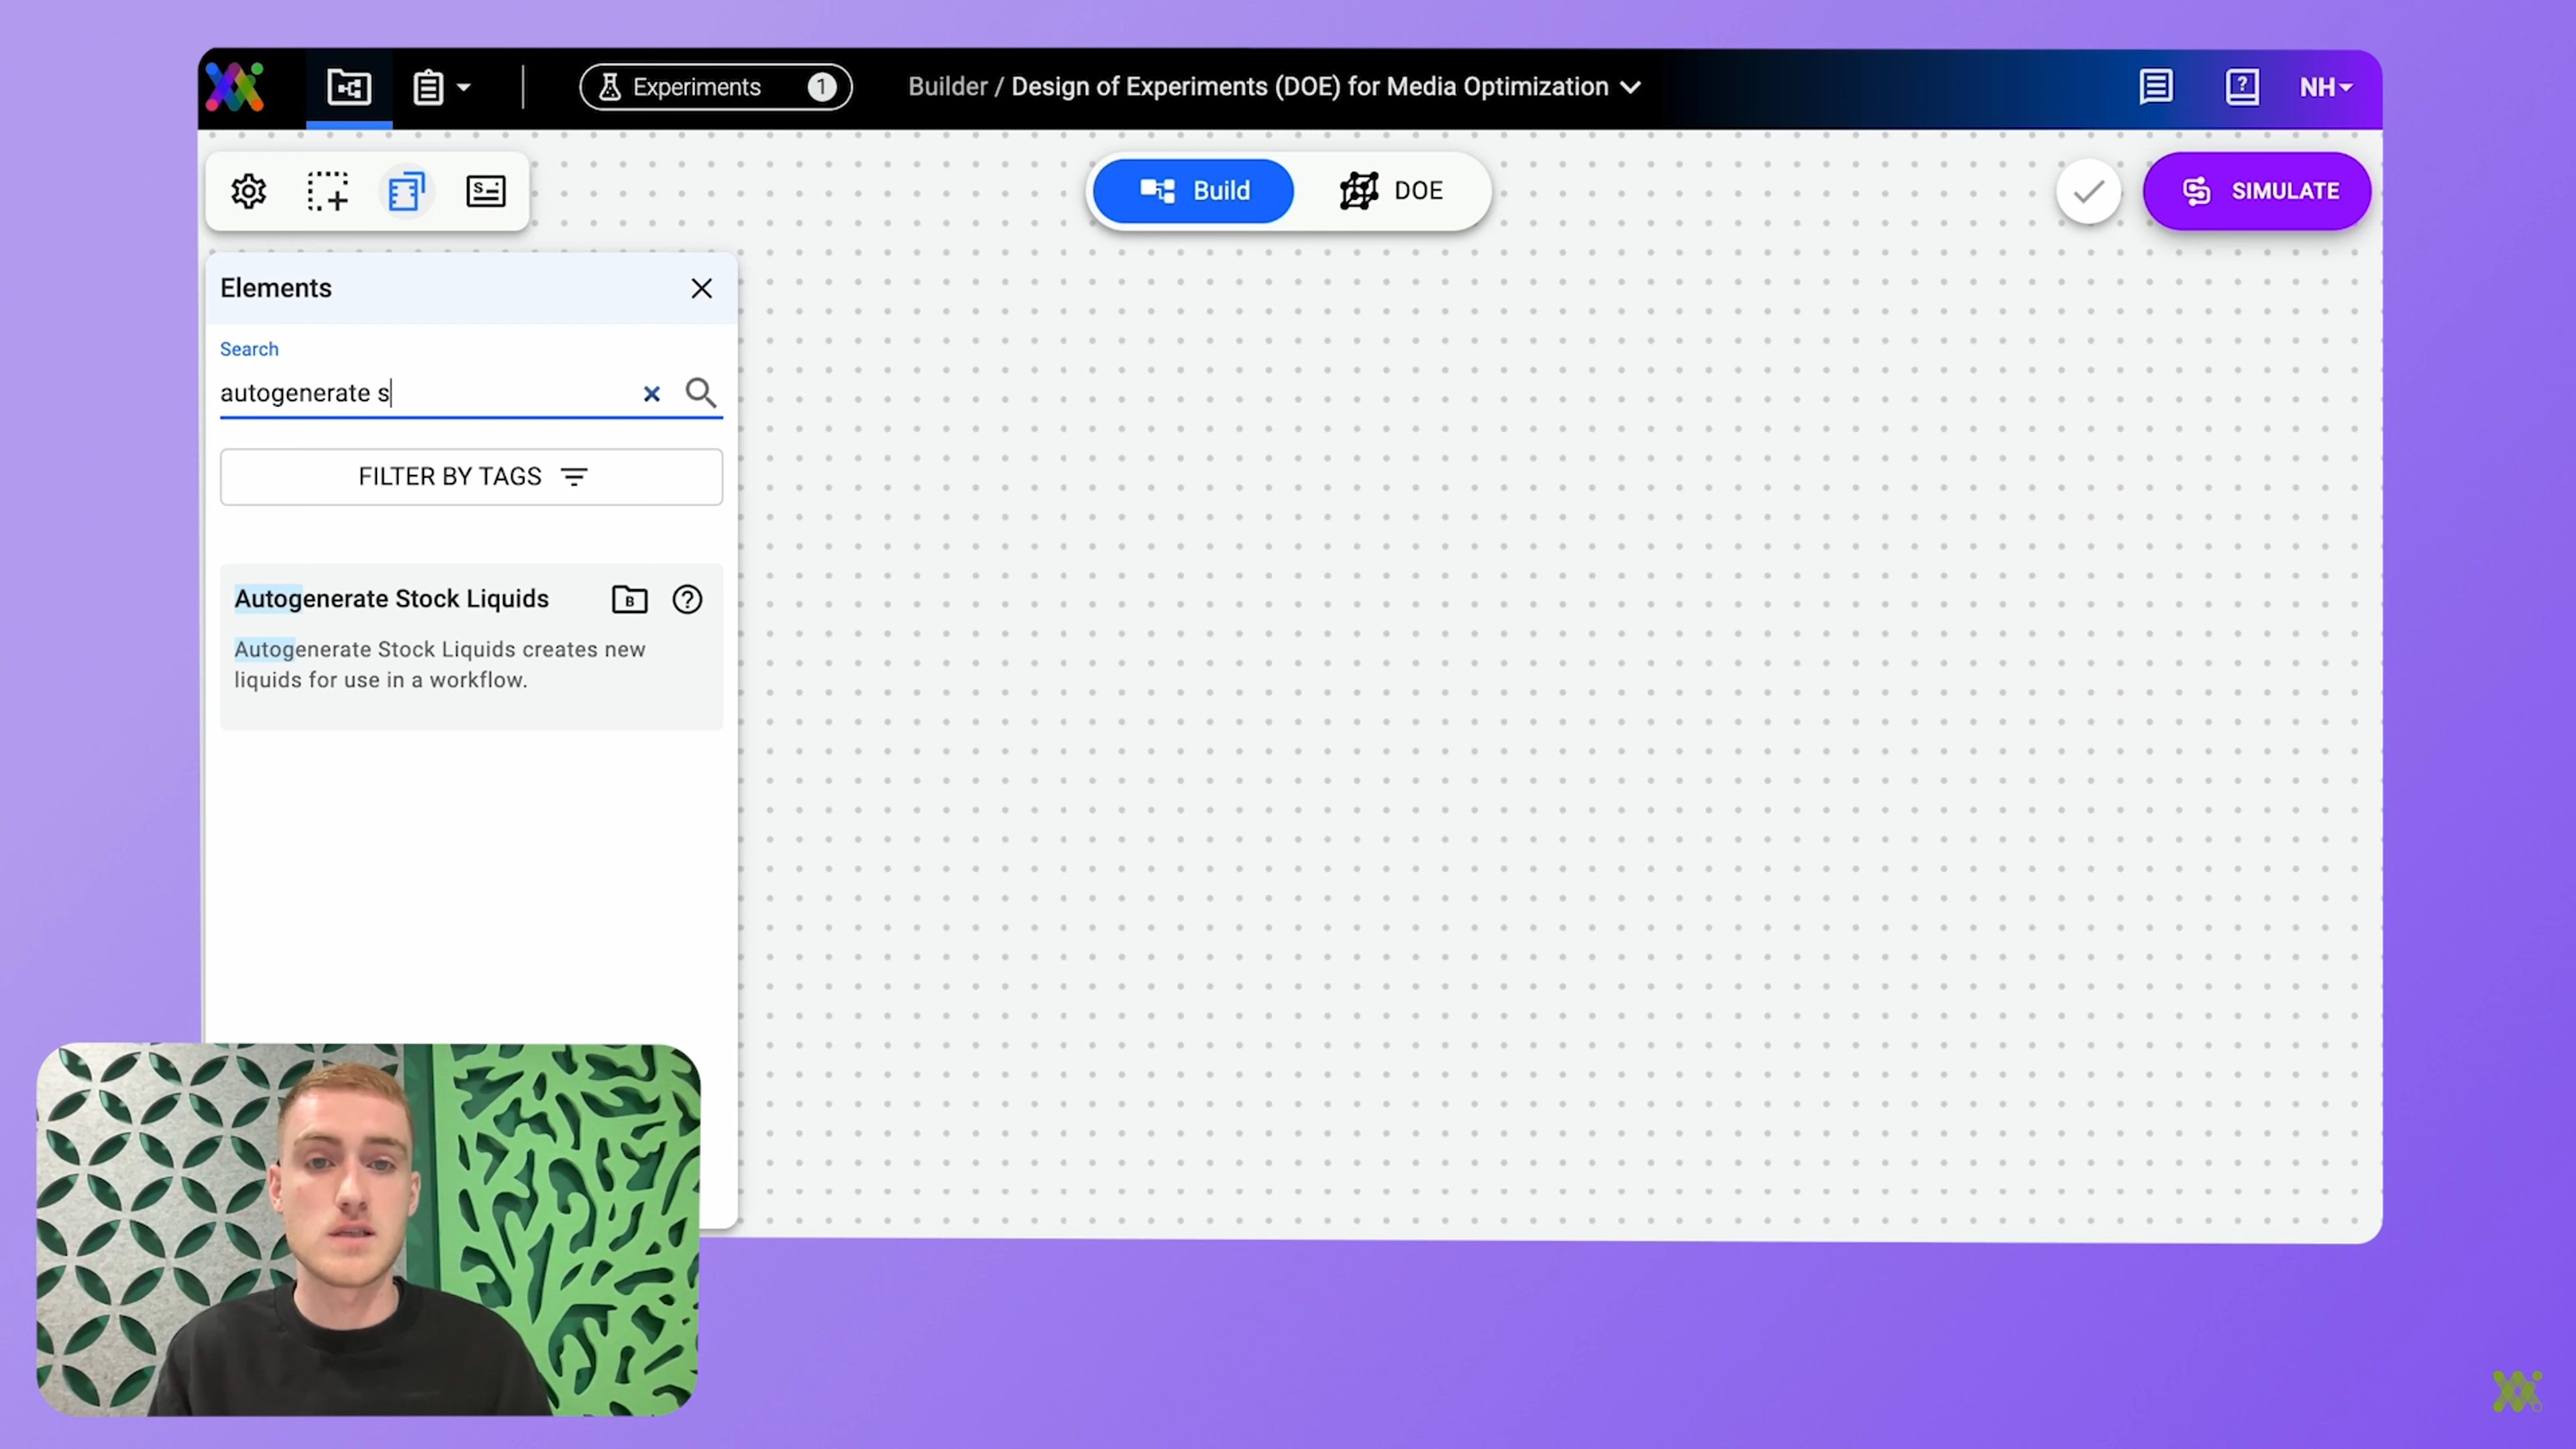 Experiments 1
Builder / Design of Experiments (DOE) for Media Optimization
NH
Build
DOE
SIMULATE
Elements
Search
autogenerate s
FILTER BY TAGS
Autogenerate Stock Liquids
B
?
Autogenerate Stock Liquids creates new
liquids for use in a workflow.